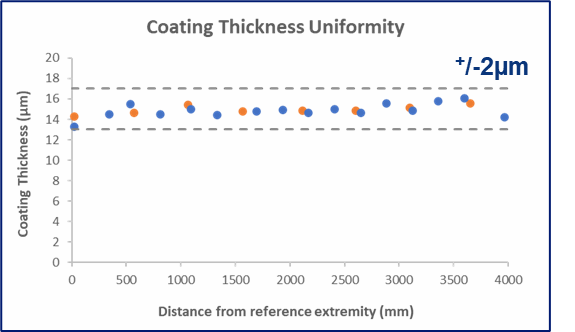 Coating Thickness Uniformity
+/-2µm
Coating Thickness (µm)
20
18
16
14
12
10
8
6
4
2
0
0 500 1000 1500 2000 2500 3000 3500 4000
Distance from reference extremity (mm)